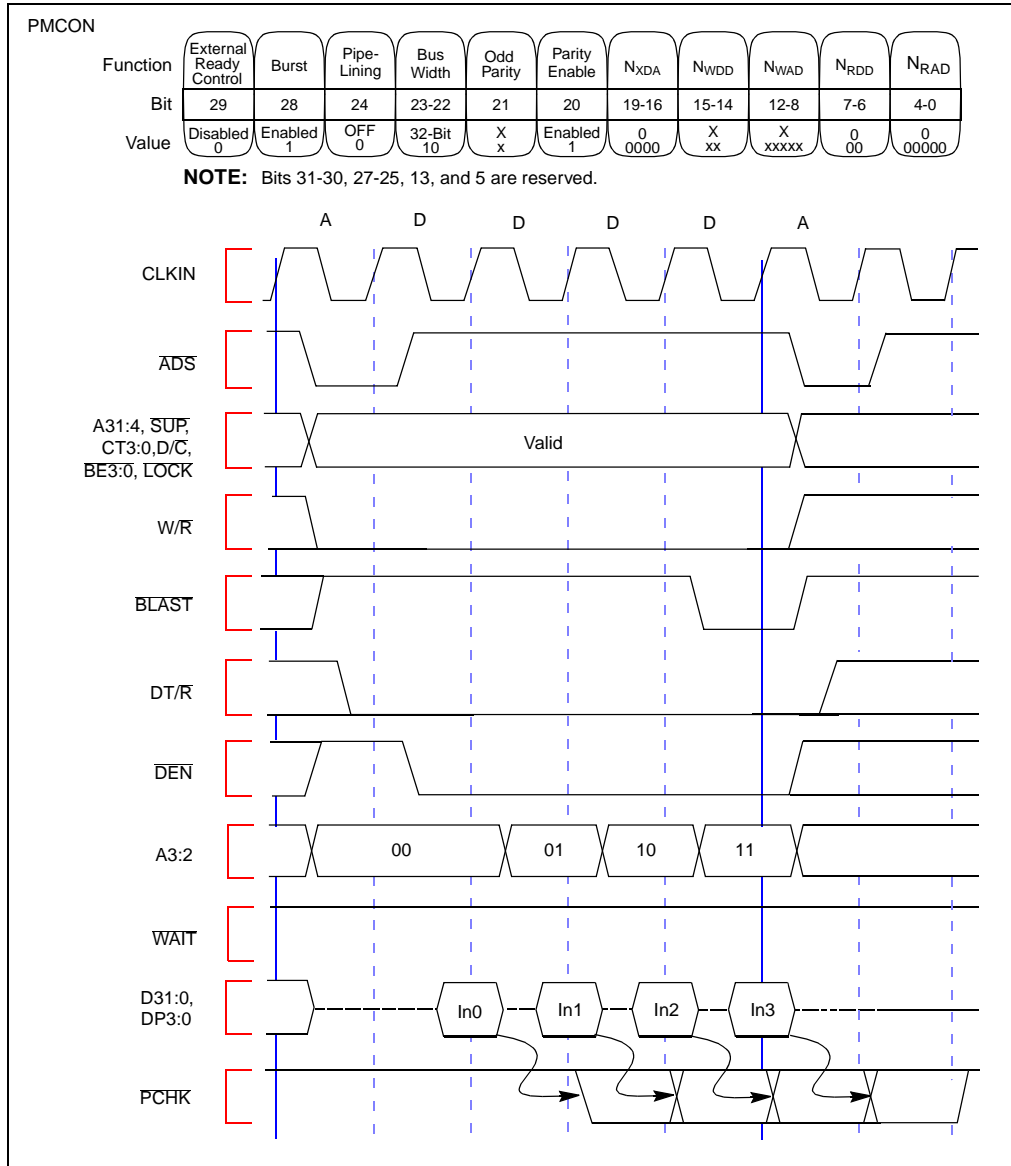 PMCON
Function External Ready Control Burst Pipe-Lining Bus Width Odd Parity Parity Enable NXDA NWDD NWAD NRDD NRAD
Bit 29 28 24 23-22 21 20 19-16 15-14 12-8 7-6 4-0
Value Disabled 0 Enabled 1 OFF 0 32-Bit 10 X x Enabled 1 0 0000 X xx X xxxxx 0 00 0 00000
NOTE: Bits 31-30, 27-25, 13, and 5 are reserved.
A D D D D A
CLKIN
ADS
A31:4, SUP,
CT3:0,D/C,
BE3:0, LOCK
Valid
W/R
BLAST
DT/R
DEN
A3:2 00 01 10 11
WAIT
D31:0,
DP3:0
In0 In1 In2 In3
PCHK